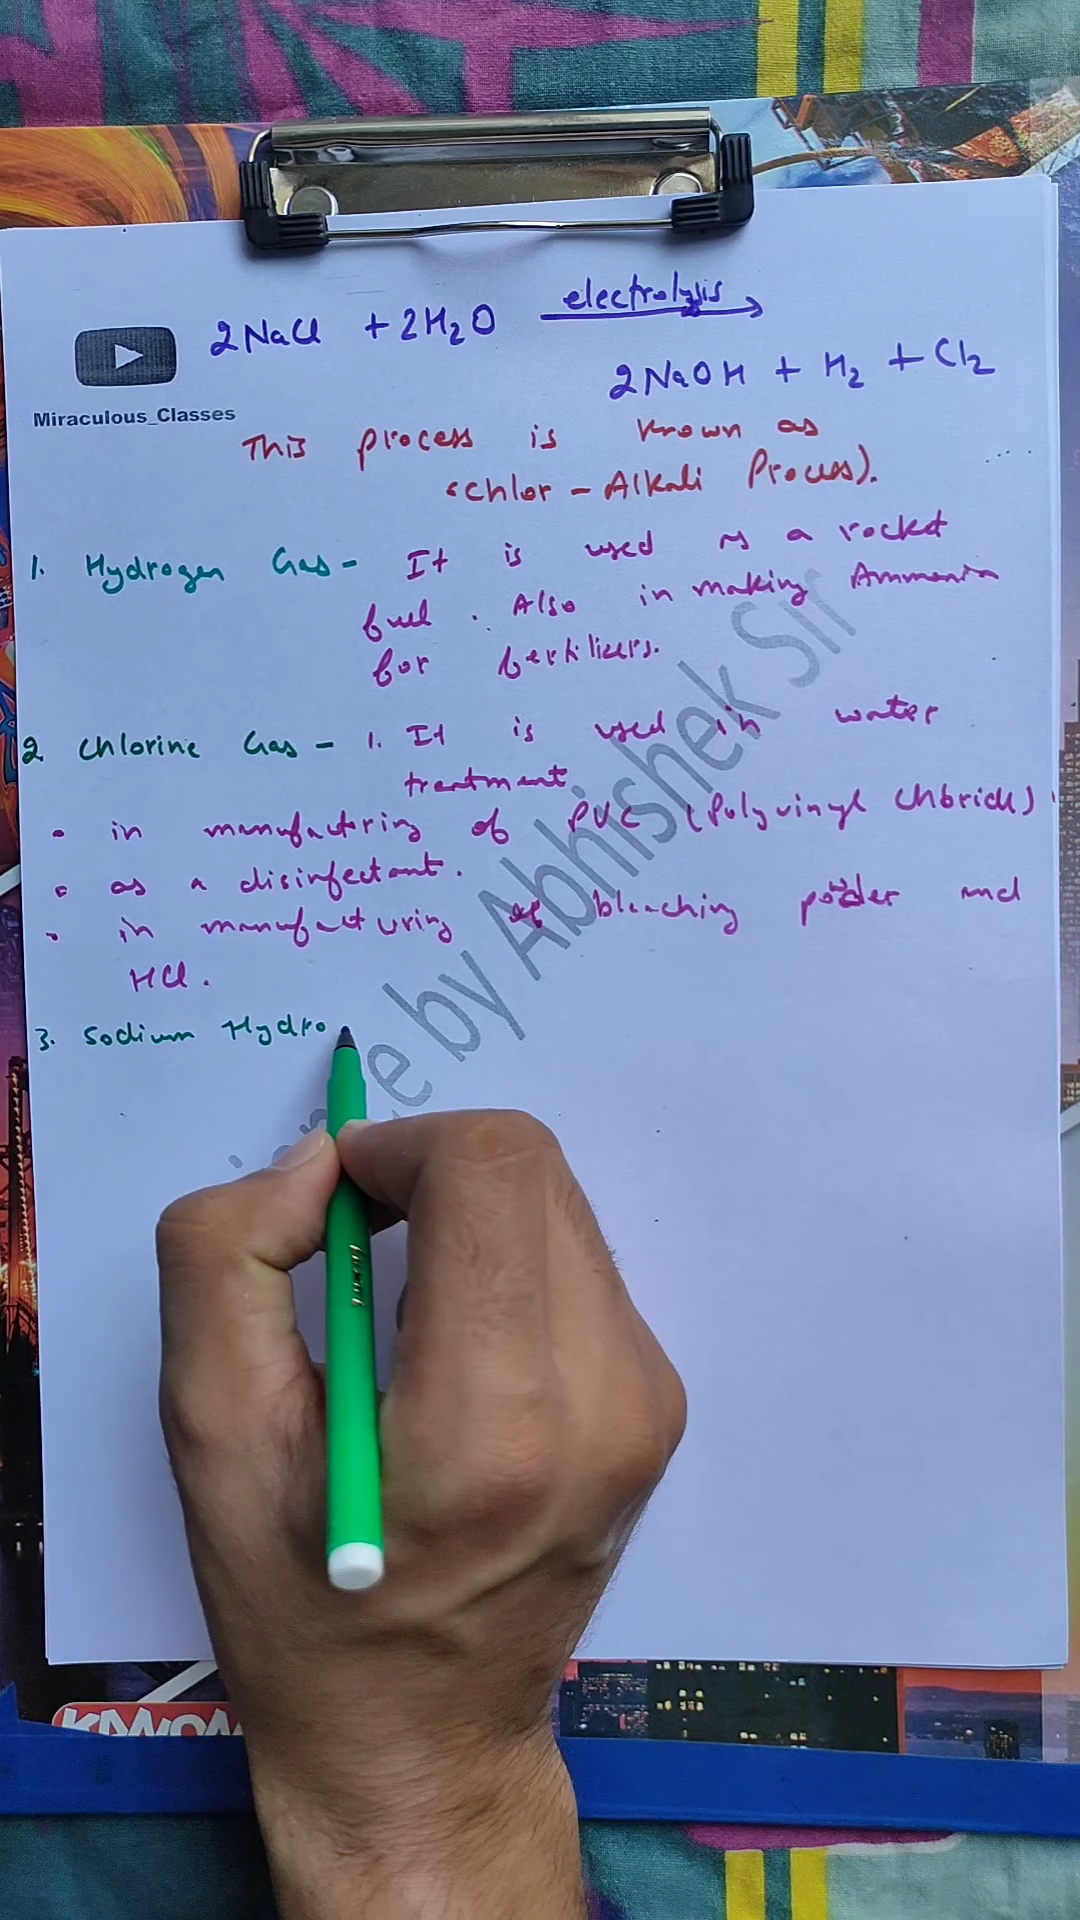 electrolysis
2NaCl + 2H2O
Miraculous_Classes
2NaOH + H2 + Cl2
This process is known as
(Chlor - Alkali Process).
1. Hydrogen Gas - It is used as a rocket
fuel. Also in making Ammonia
for fertilizers.
2 Chlorine Gas - 1. It is used in water
treatment
• in manufacturing of PVC (Polyvinyl Chloride)
• as a disinfectant.
• in manufacturing of bleaching powder and
HCl.
3. Sodium Hydro
by Abhishek Sir